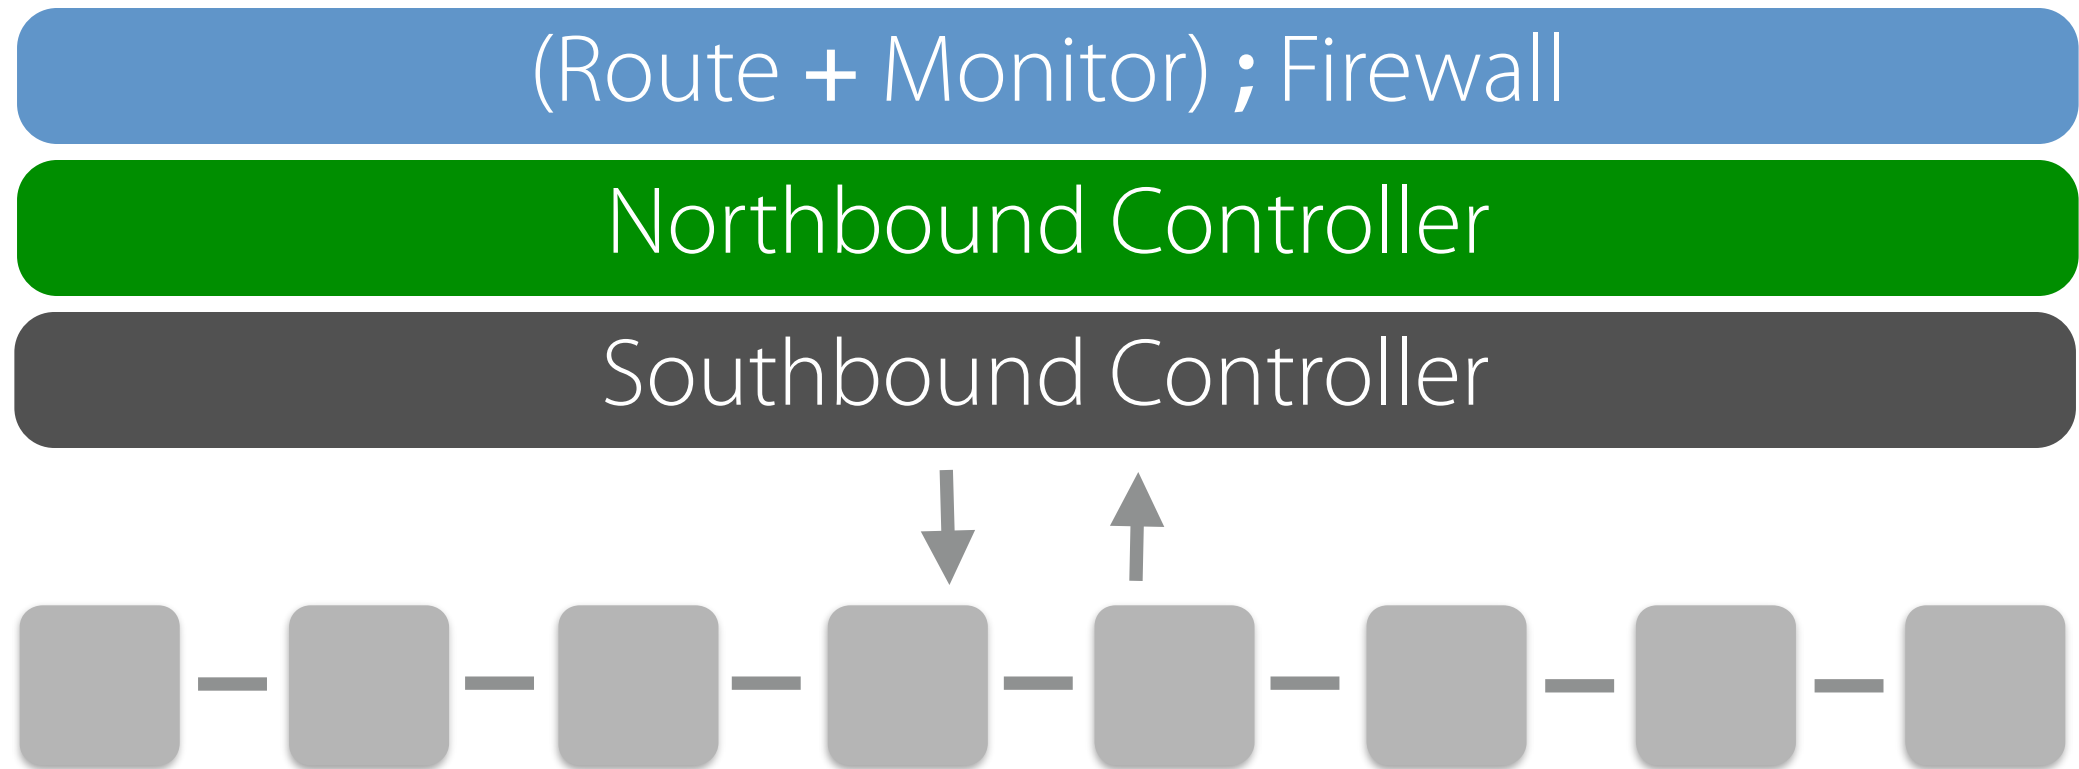 (Route + Monitor) ; Firewall
Northbound Controller
Southbound Controller